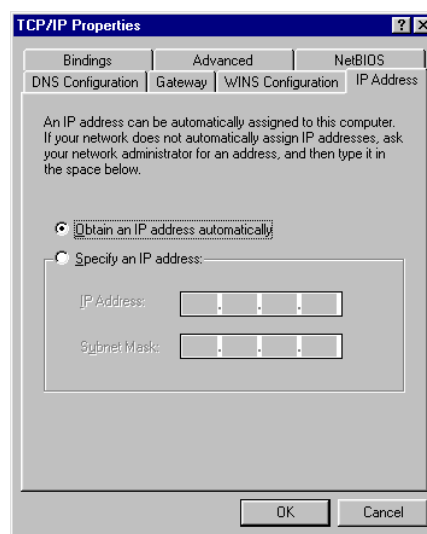 TCP/IP Properties
Bindings Advanced NetBIOS
DNS Configuration Gateway WINS Configuration IP Address
An IP address can be automatically assigned to this computer.
If your network does not automatically assign IP addresses, ask
your network administrator for an address, and then type it in
the space below.
Obtain an IP address automatically
Specify an IP address:
IP Address:
Subnet Mask:
OK Cancel